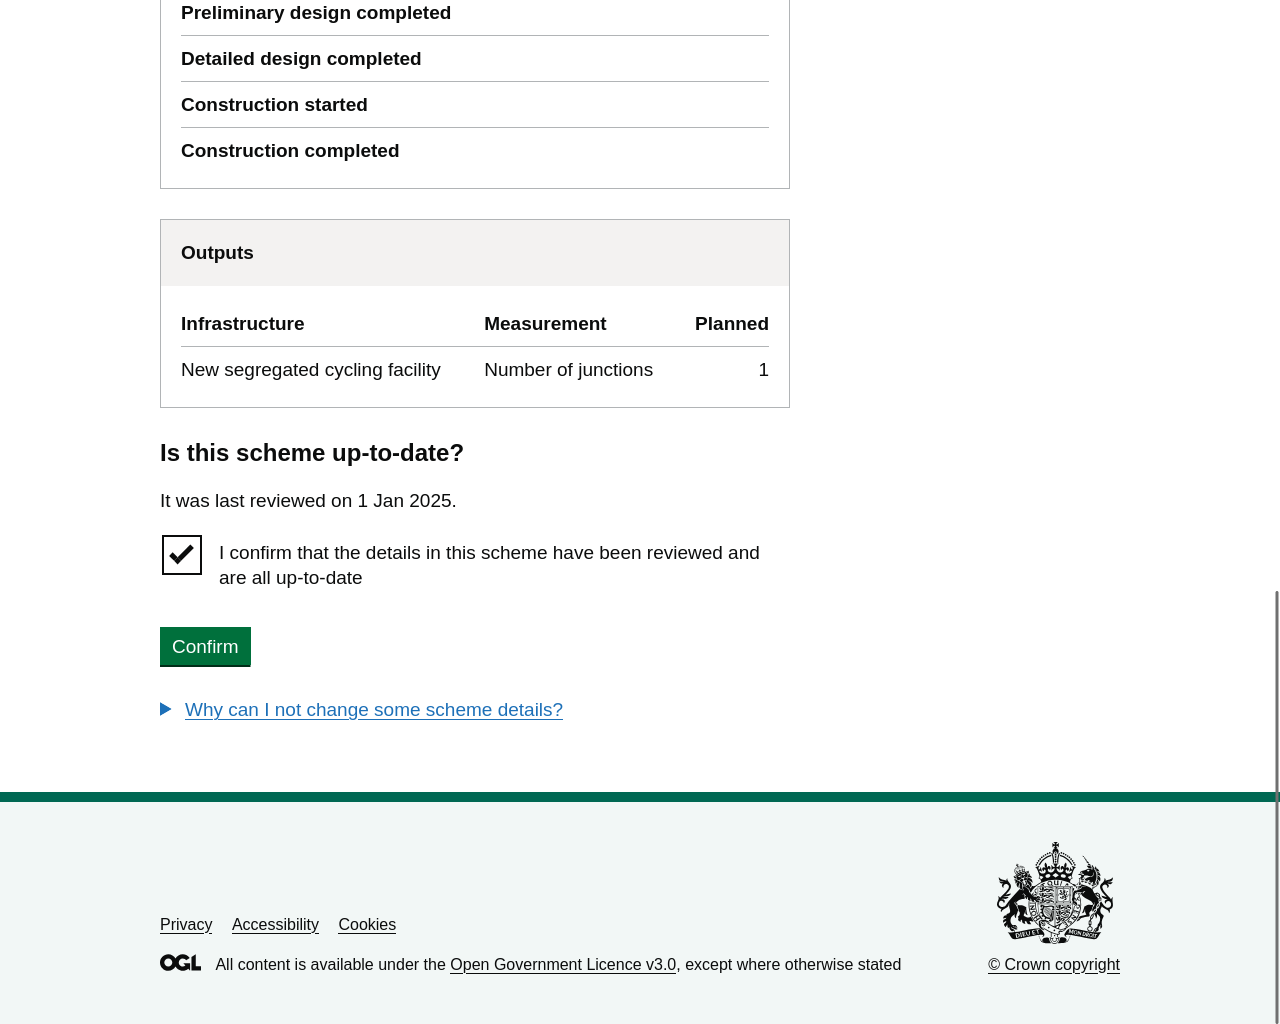 Preliminary design completed
Detailed design completed
Construction started
Construction completed
Outputs
Infrastructure Measurement Planned
New segregated cycling facility Number of junctions 1
Is this scheme up-to-date?
It was last reviewed on 1 Jan 2025.
I confirm that the details in this scheme have been reviewed and
are all up-to-date
Confirm
Why can I not change some scheme details?
Privacy Accessibility Cookies
OGL All content is available under the Open Government Licence v3.0, except where otherwise stated
© Crown copyright